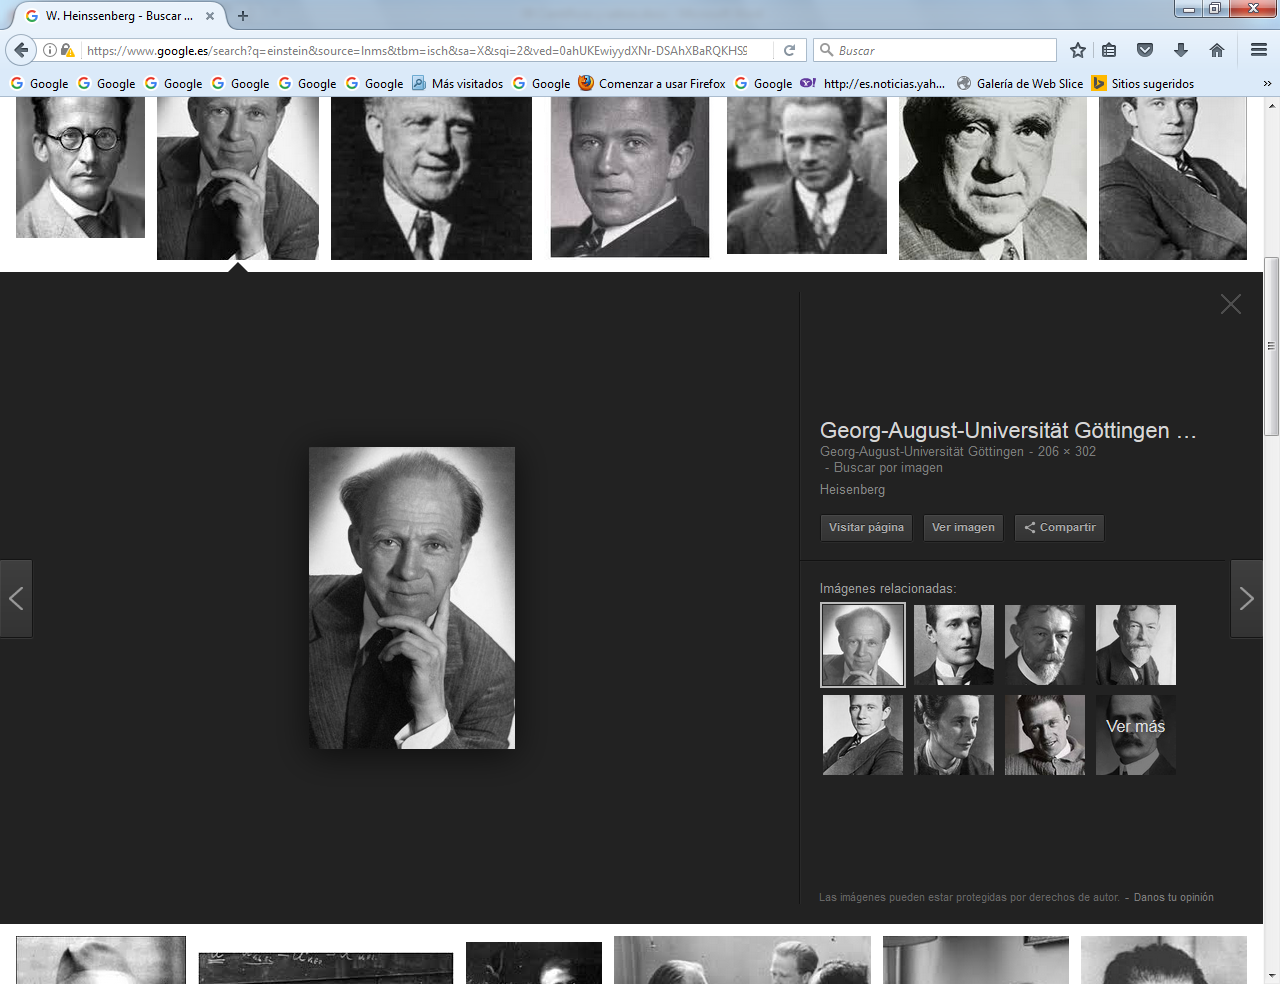 W. Heinssenberg - Buscar ...
https://www.google.es/search?q=einstein&source=lnms&tbm=isch&sa=X&sqi=2&ved=0ahUKEwiyydXNr-DSAhXBaRQKHS9
Buscar
Google
Google
Google
Google
Google
Google
Más visitados
Google
Comenzar a usar Firefox
Google
http://es.noticias.yah...
Galería de Web Slice
Sitios sugeridos
Georg-August-Universität Göttingen ...
Georg-August-Universität Göttingen - 206 × 302
- Buscar por imagen
Heisenberg
Visitar página
Ver imagen
Compartir
Imágenes relacionadas:
Ver más
Las imágenes pueden estar protegidas por derechos de autor. - Danos tu opinión